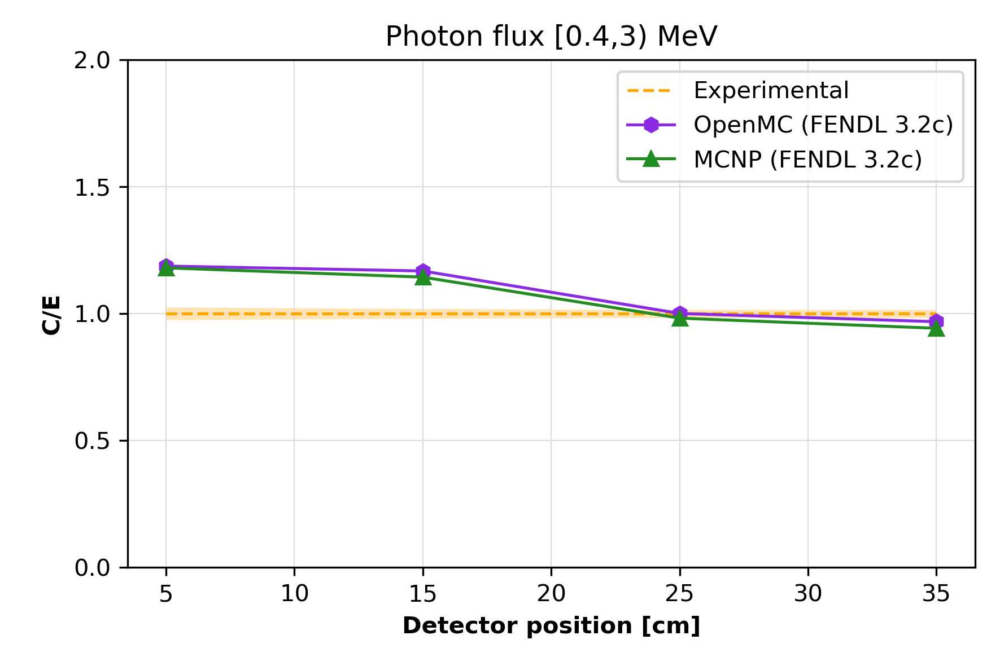 Photon flux [0.4,3) MeV
Experimental
OpenMC (FENDL 3.2c)
MCNP (FENDL 3.2c)
C/E
2.0
1.5
1.0
0.5
0.0
5 10 15 20 25 30 35
Detector position [cm]